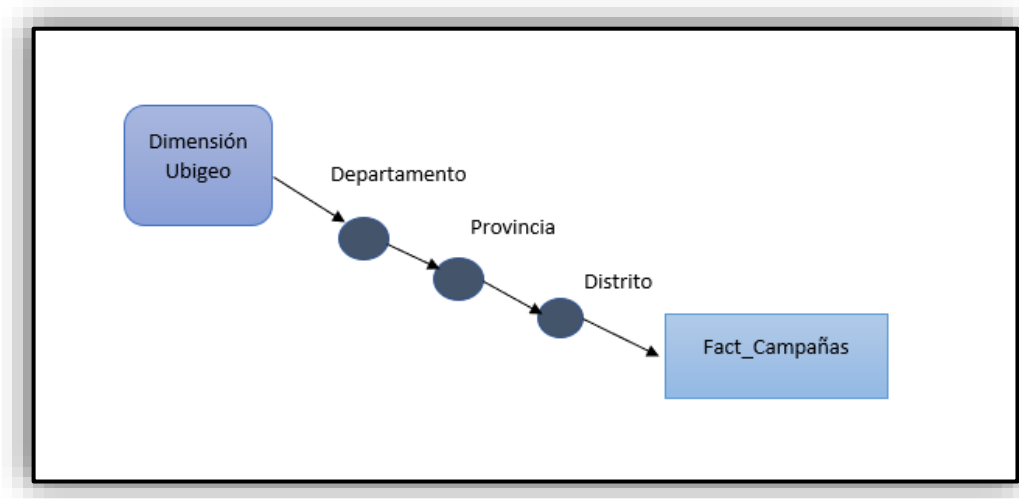 Dimensión
Ubigeo
Departamento
Provincia
Distrito
Fact_Campañas